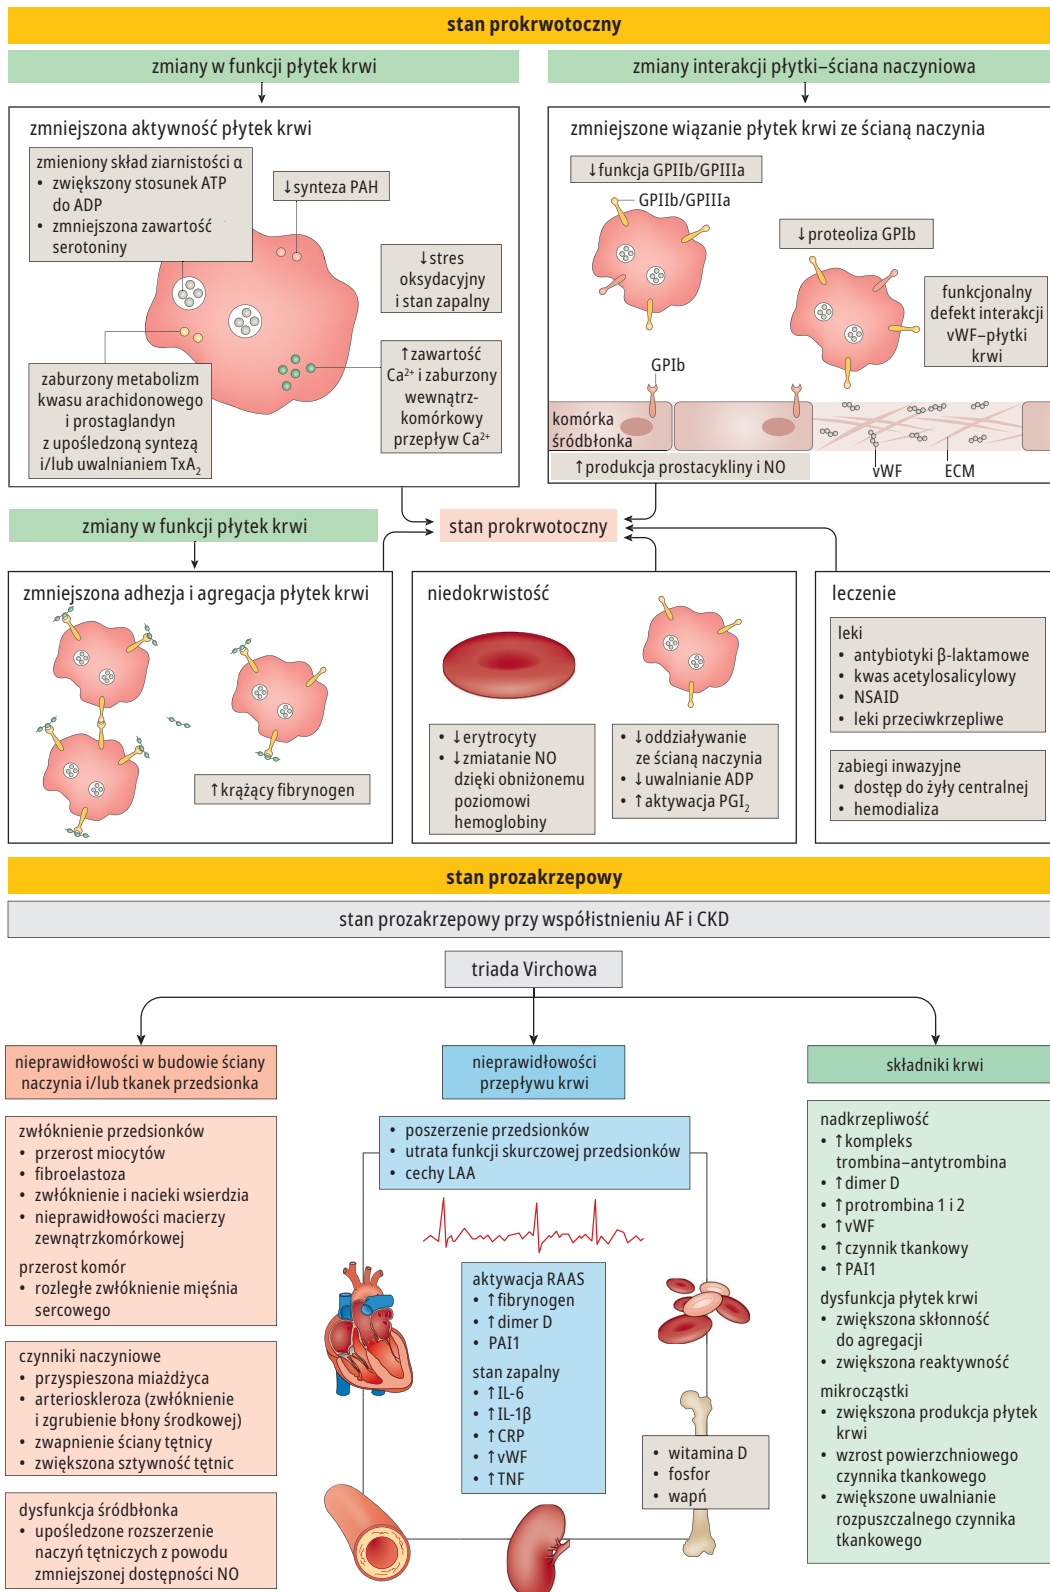 stan prokrwotoczny
zmiany w funkcji płytek krwi
zmniejszona aktywność płytek krwi
zmieniony skład ziarnistości α
• zwiększony stosunek ATP
do ADP
• zmniejszona zawartość
serotoniny
↓synteza PAH
↓stres
oksydacyjny
i stan zapalny
zaburzony metabolizm
kwasu arachidonowego
i prostaglandyn
z upośledzoną syntezą
i/lub uwalnianiem TxA₂
↑zawartość
Ca²⁺ i zaburzony
wewnątrz-
komórkowy
przepływ Ca²⁺
zmiany interakcji płytki–ściana naczyniowa
zmniejszone wiązanie płytek krwi ze ścianą naczynia
↓funkcja GPIIb/GPIIIa
GPIIb/GPIIIa
↓proteoliza GPIb
funkcjonalny
defekt interakcji
vWF–płytki
krwi
GPIb
komórka
śródbłonka
↑produkcja prostacykliny i NO
vWF
ECM
zmiany w funkcji płytek krwi
stan prokrwotoczny
zmniejszona adhezja i agregacja płytek krwi
↑krążący fibrynogen
niedokrwistość
• ↓erytrocyty
• ↓zmiatanie NO
dzięki obniżonemu
poziomowi
hemoglobiny
• ↓oddziaływanie
ze ścianą naczynia
• ↓uwalnianie ADP
• ↑aktywacja PGI₂
leczenie
leki
• antybiotyki β-laktamowe
• kwas acetylosalicylowy
• NSAID
• leki przeciwkrzepliwe
zabiegi inwazyjne
• dostęp do żyły centralnej
• hemodializa
stan prozakrzepowy
stan prozakrzepowy przy współistnieniu AF i CKD
triada Virchowa
nieprawidłowości w budowie ściany
naczynia i/lub tkanek przedsionka
zwłóknienie przedsionków
• przerost miocytów
• fibroelastoza
• zwłóknienie i nacieki wsierdzia
• nieprawidłowości macierzy
zewnątrzkomórkowej
przerost komór
• rozległe zwłóknienie mięśnia
sercowego
czynniki naczyniowe
• przyspieszona miażdżyca
• arterioskleroza (zwłóknienie
i zgrubienie błony środkowej)
• zwapnienie ściany tętnicy
• zwiększona sztywność tętnic
dysfunkcja śródbłonka
• upośledzone rozszerzenie
naczyń tętniczych z powodu
zmniejszonej dostępności NO
nieprawidłowości
przepływu krwi
• poszerzenie przedsionków
• utrata funkcji skurczowej przedsionków
• cechy LAA
aktywacja RAAS
• ↑fibrynogen
• ↑dimer D
• PAI1
stan zapalny
• ↑IL-6
• ↑IL-1β
• ↑CRP
• ↑vWF
• ↑TNF
• witamina D
• fosfor
• wapń
składniki krwi
nadkrzepliwość
• ↑kompleks
trombina–antytrombina
• ↑dimer D
• ↑protrombina 1 i 2
• ↑vWF
• ↑czynnik tkankowy
• ↑PAI1
dysfunkcja płytek krwi
• zwiększona skłonność
do agregacji
• zwiększona reaktywność
mikrocząstki
• zwiększona produkcja płytek
krwi
• wzrost powierzchniowego
czynnika tkankowego
• zwiększone uwalnianie
rozpuszczalnego czynnika
tkankowego